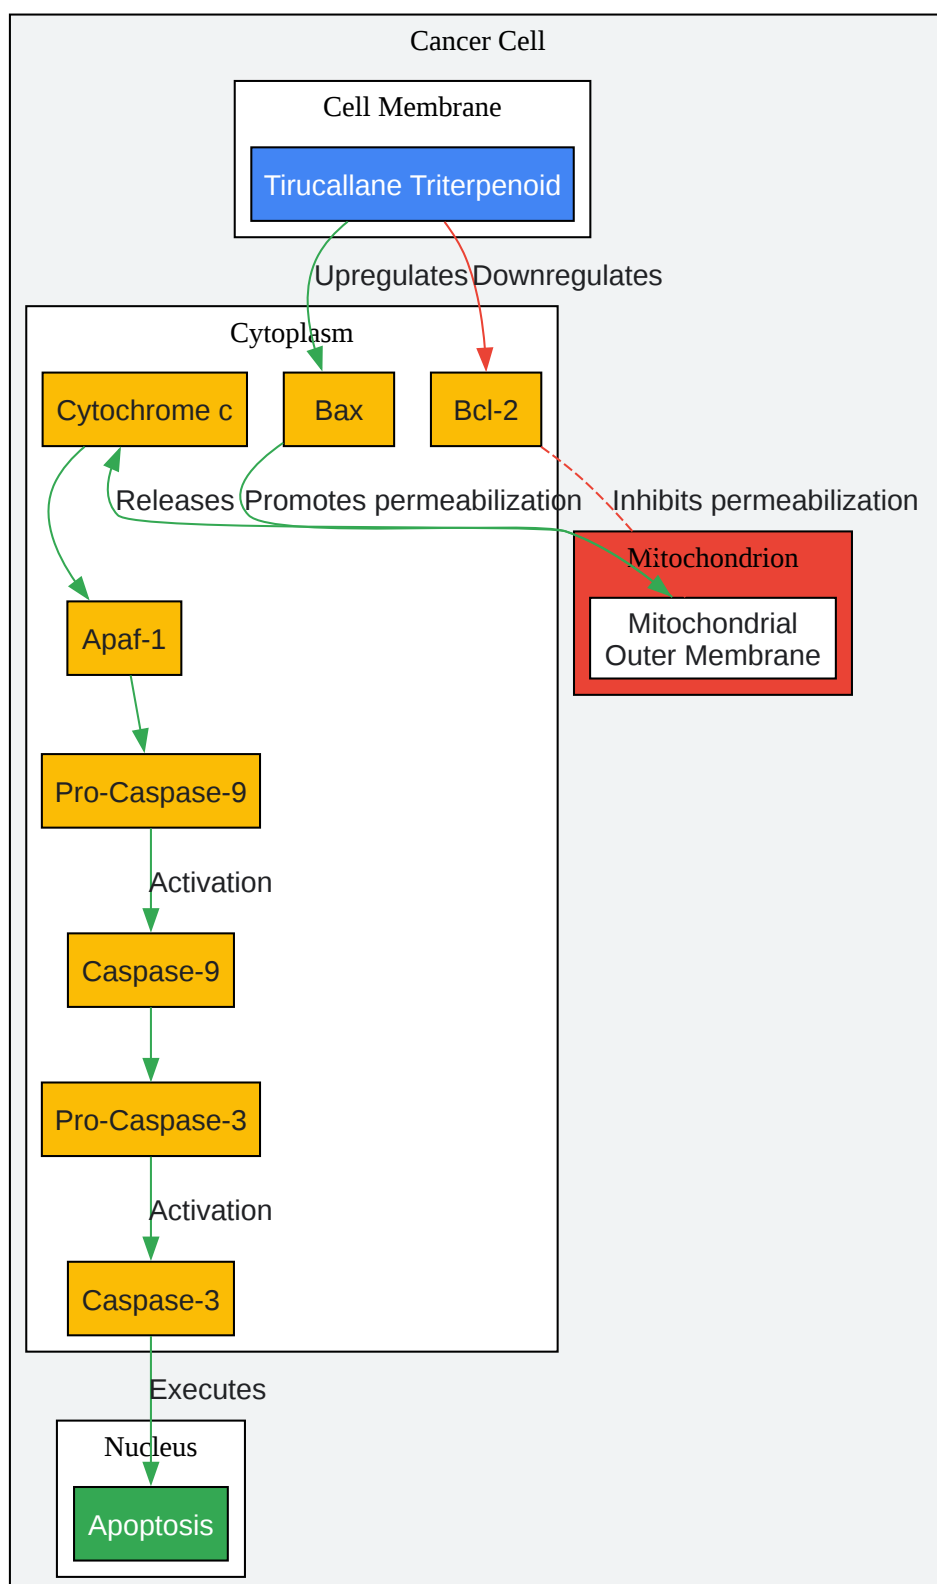 Cancer Cell
Cell Membrane
Tirucallane Triterpenoid
Upregulates
Downregulates
Cytoplasm
Cytochrome c
Bax
Bcl-2
Releases
Promotes permeabilization
Inhibits permeabilization
Mitochondrion
Mitochondrial
Outer Membrane
Apaf-1
Pro-Caspase-9
Activation
Caspase-9
Pro-Caspase-3
Activation
Caspase-3
Executes
Nucleus
Apoptosis